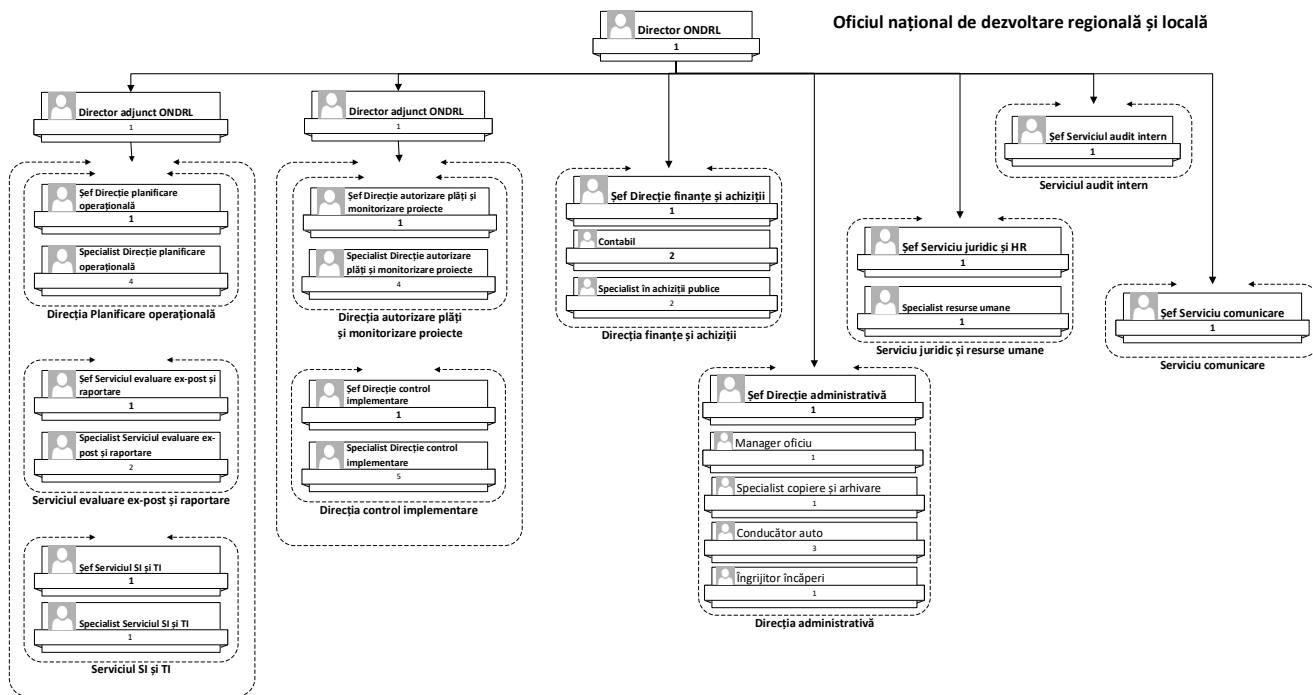 Oficiul național de dezvoltare regională și locală
Director ONDRL
1
Director adjunct ONDRL
1
Șef Direcție planificare
operațională
1
Specialist Direcție planificare
operațională
4
Direcția Planificare operațională
Șef Serviciul evaluare ex-post și
raportare
1
Specialist Serviciul evaluare ex-
post și raportare
2
Serviciul evaluare ex-post și raportare
Șef Serviciul SI și TI
1
Specialist Serviciul SI și TI
1
Serviciul SI și TI
Director adjunct ONDRL
1
Șef Direcție autorizare plăți și
monitorizare proiecte
1
Specialist Direcție autorizare
plăți și monitorizare proiecte
4
Direcția autorizare plăți
și monitorizare proiecte
Șef Direcție control
implementare
1
Specialist Direcție control
implementare
5
Direcția control implementare
Șef Direcție finanțe și achiziții
1
Contabil
2
Specialist în achiziții publice
2
Direcția finanțe și achiziții
Șef Direcție administrativă
1
Manager oficiu
1
Specialist copiere și arhivare
1
Conducător auto
3
Îngrijitor încăperi
1
Direcția administrativă
Șef Serviciu juridic și HR
1
Specialist resurse umane
1
Serviciu juridic și resurse umane
Șef Serviciul audit intern
1
Serviciul audit intern
Șef Serviciu comunicare
1
Serviciu comunicare